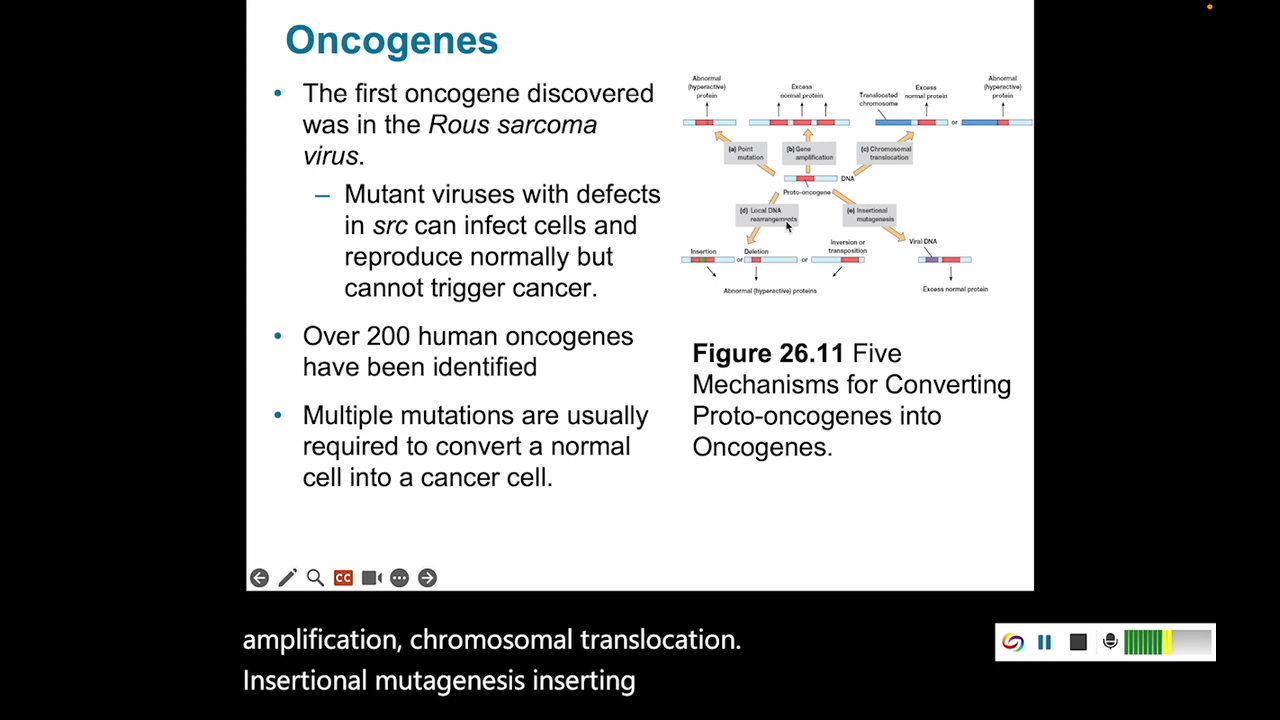 Oncogenes
• The first oncogene discovered
was in the Rous sarcoma
virus.
– Mutant viruses with defects
in src can infect cells and
reproduce normally but
cannot trigger cancer.
• Over 200 human oncogenes
have been identified
• Multiple mutations are usually
required to convert a normal
cell into a cancer cell.
Abnormal
(hyperactive)
protein
Excess
normal protein
Translocated
chromosome
Excess
normal protein
Abnormal
(hyperactive)
protein
or
(a) Point
mutation
(b) Gene
amplification
(c) Chromosomal
translocation
DNA
Proto-oncogene
(d) Local DNA
rearrangements
(e) Insertional
mutagenesis
Insertion
or
Deletion
or
Inversion or
transposition
Viral DNA
Abnormal (hyperactive) proteins
Excess normal protein
Figure 26.11 Five
Mechanisms for Converting
Proto-oncogenes into
Oncogenes.
CC
amplification, chromosomal translocation.
Insertional mutagenesis inserting